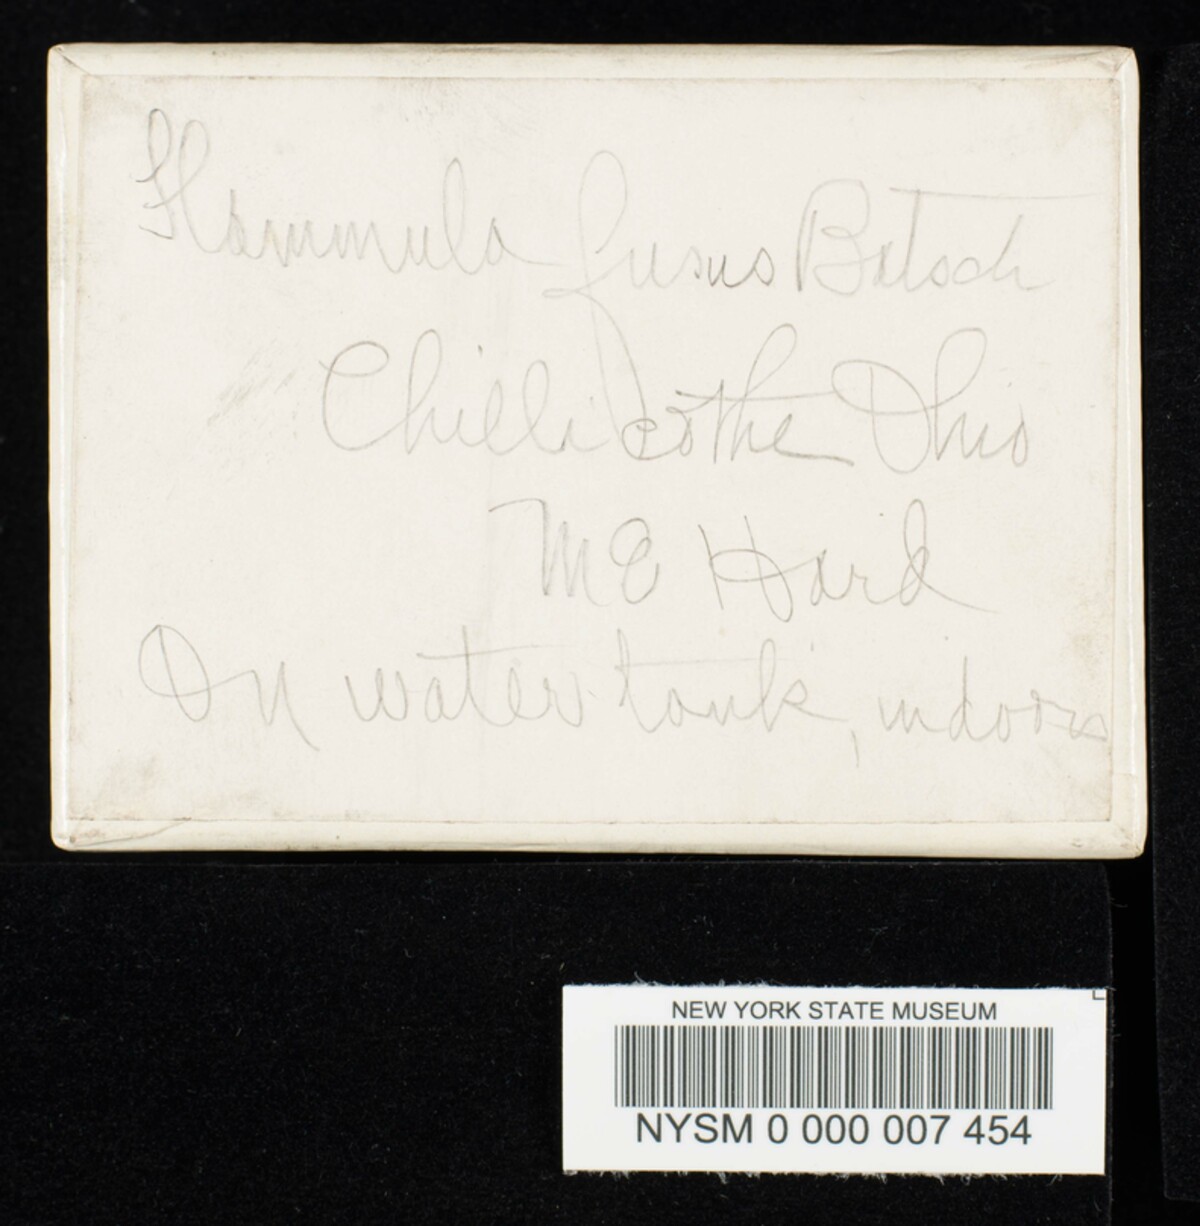 Flammula fusus Batsch
Chillicothe Ohio
M E Hard
On water tank, indoors
NEW YORK STATE MUSEUM
NYSM 0 000 007 454